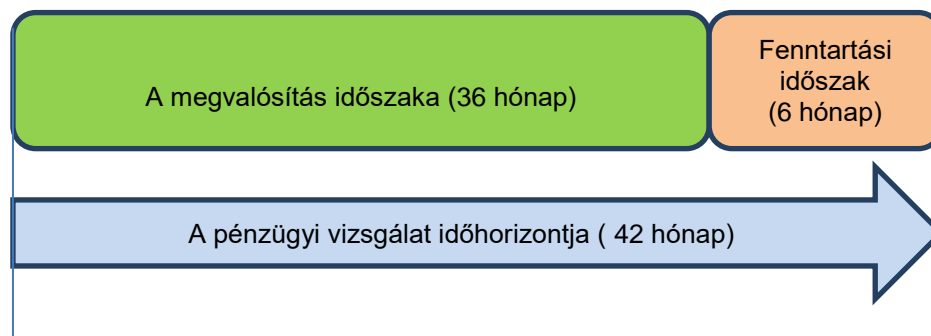 A megvalósítás időszaka (36 hónap)
Fenntartási
időszak
(6 hónap)
A pénzügyi vizsgálat időhorizontja ( 42 hónap)